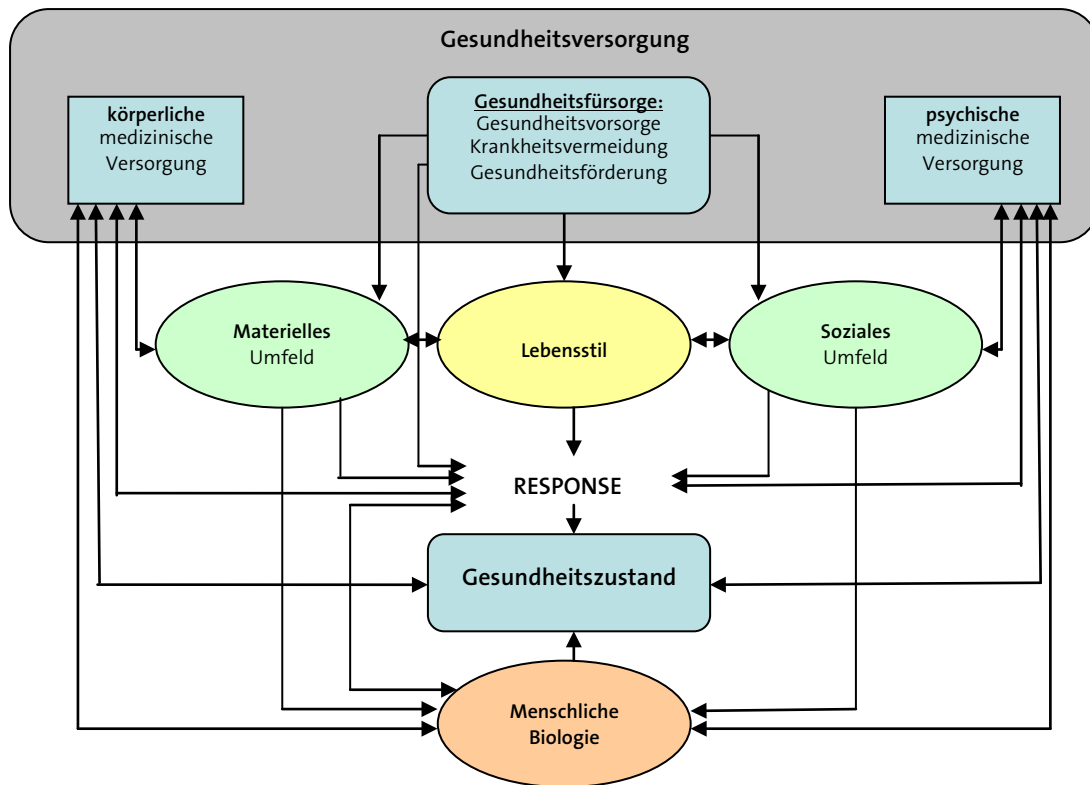 Gesundheitsversorgung
körperliche
medizinische
Versorgung
Gesundheitsfürsorge:
Gesundheitsvorsorge
Krankheitsvermeidung
Gesundheitsförderung
psychische
medizinische
Versorgung
Materielles
Umfeld
Lebensstil
Soziales
Umfeld
RESPONSE
Gesundheitszustand
Menschliche
Biologie